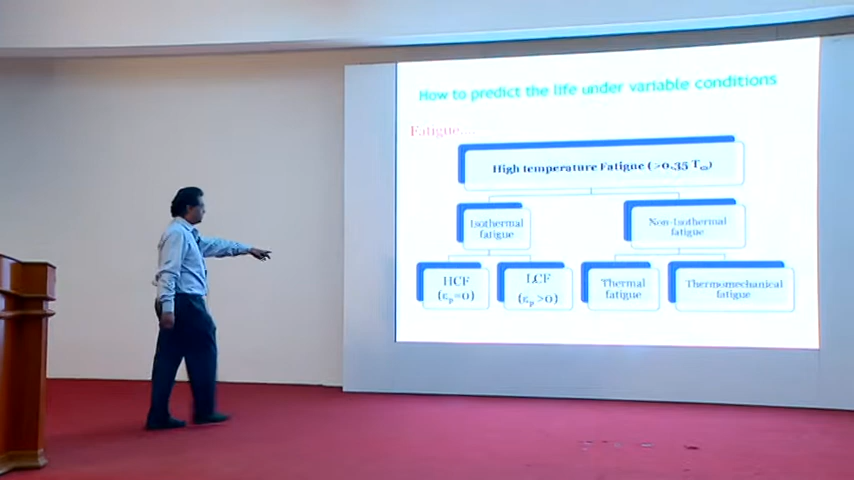 How to predict the life under variable conditions
Fatigue...
High temperature Fatigue (>0.35 Tₘ)
Isothermal
fatigue
Non-Isothermal
fatigue
HCF
(εₚ=0)
LCF
(εₚ>0)
Thermal
fatigue
Thermomechanical
fatigue